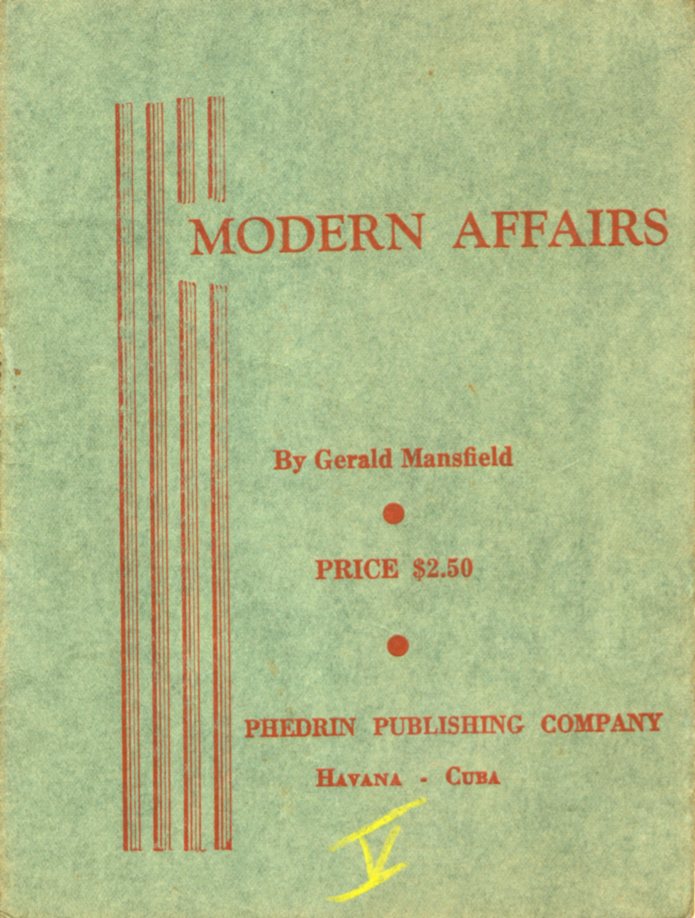 MODERN AFFAIRS
By Gerald Mansfield
PRICE $2.50
PHEDRIN PUBLISHING COMPANY
HAVANA - CUBA
V